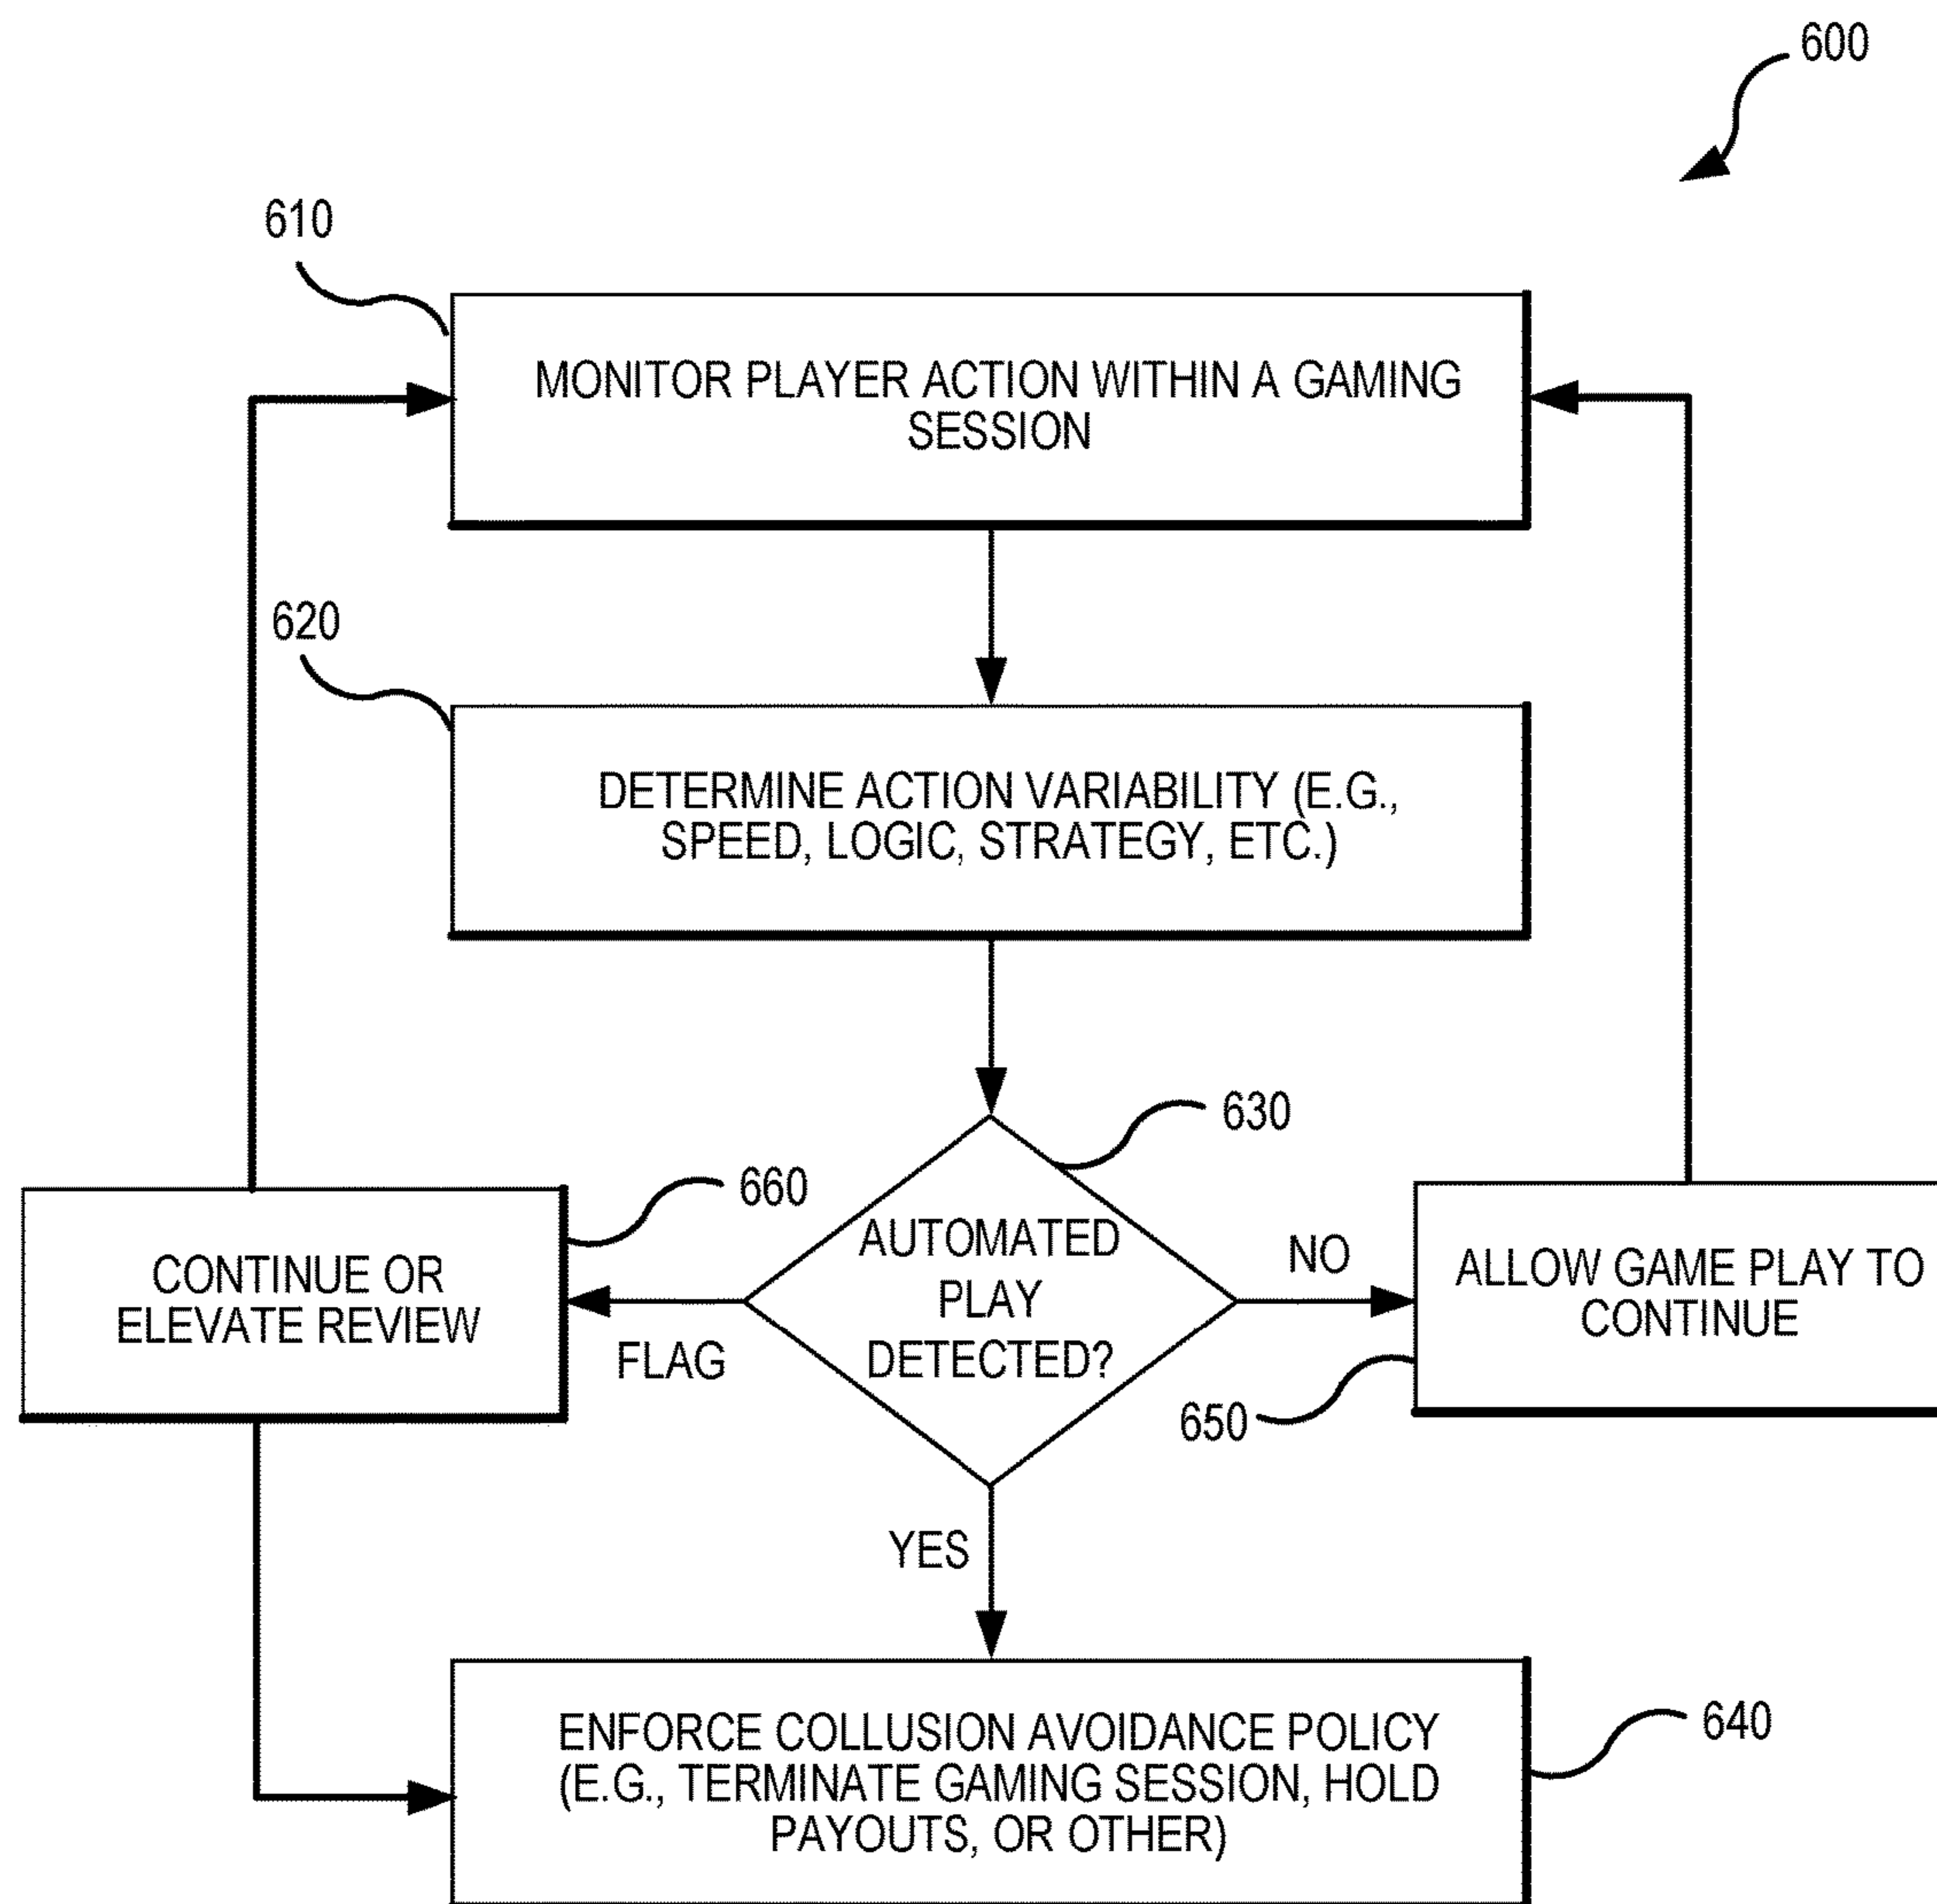 600
610
MONITOR PLAYER ACTION WITHIN A GAMING
SESSION
620
DETERMINE ACTION VARIABILITY (E.G.,
SPEED, LOGIC, STRATEGY, ETC.)
630
AUTOMATED
PLAY
DETECTED?
660
CONTINUE OR
ELEVATE REVIEW
FLAG
NO
ALLOW GAME PLAY TO
CONTINUE
650
YES
ENFORCE COLLUSION AVOIDANCE POLICY
(E.G., TERMINATE GAMING SESSION, HOLD
PAYOUTS, OR OTHER)
640